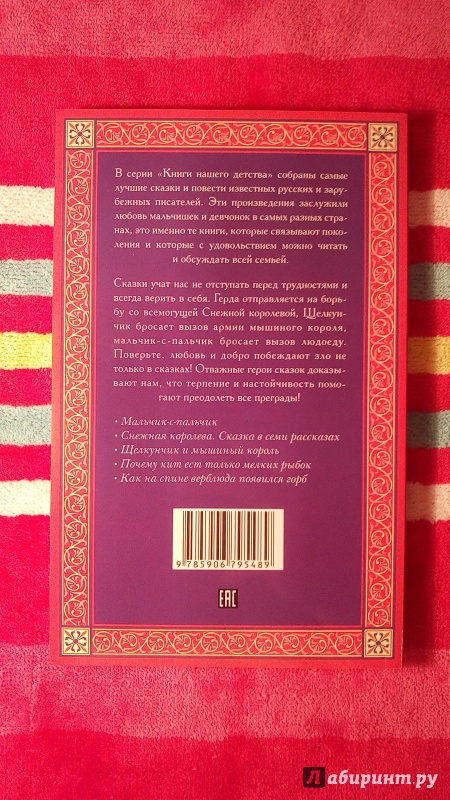 В серии «Книги нашего детства» собраны самые
лучшие сказки и повести известных русских и зару-
бежных писателей. Эти произведения заслужили
любовь мальчишек и девчонок в самых разных стра-
нах, это именно те книги, которые связывают поко-
ления и которые с удовольствием можно читать
и обсуждать всей семьей.
Сказки учат нас не отступать перед трудностями и
всегда верить в себя. Герда отправляется на борь-
бу со всемогущей Снежной королевой, Щелкун-
чик бросает вызов армии мышиного короля,
мальчик-с-пальчик бросает вызов людоеду.
Поверьте, любовь и добро побеждают зло не
только в сказках! Отважные герои сказок доказы-
вают нам, что терпение и настойчивость помо-
гают преодолеть все преграды!
• Мальчик-с-пальчик
• Снежная королева. Сказка в семи рассказах
• Щелкунчик и мышиный король
• Почему кит ест только мелких рыбок
• Как на спине верблюда появился горб
9 785906 795489
EAC
Лабиринт.ру